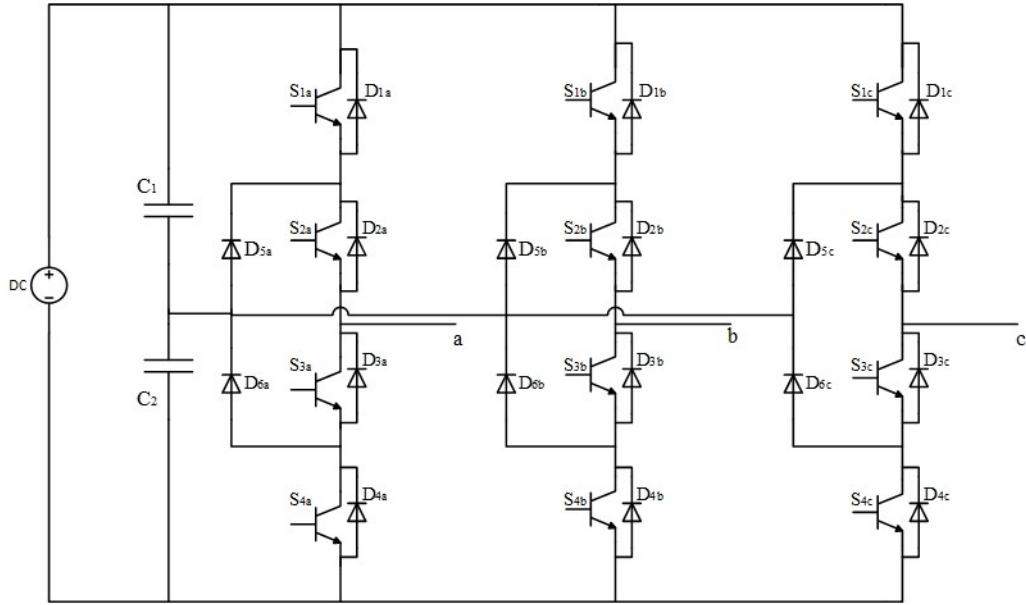 S1a
D1a
S1b
D1b
S1c
D1c
C1
S2a
D2a
D5a
S2b
D2b
D5b
S2c
D2c
D5c
DC
+
−
a
b
c
C2
S3a
D3a
D6a
S3b
D3b
D6b
S3c
D3c
D6c
S4a
D4a
S4b
D4b
S4c
D4c